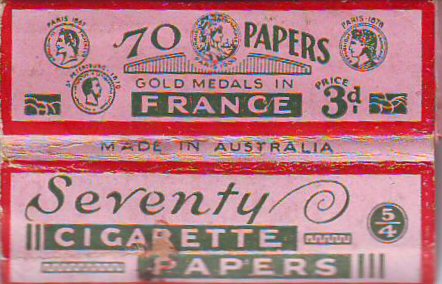 PARIS 1867
PARIS-1878
70 PAPERS
GOLD MEDALS IN
FRANCE
PRICE
3d.
MADE IN AUSTRALIA
Seventy
5/4
CIGARETTE
PAPERS